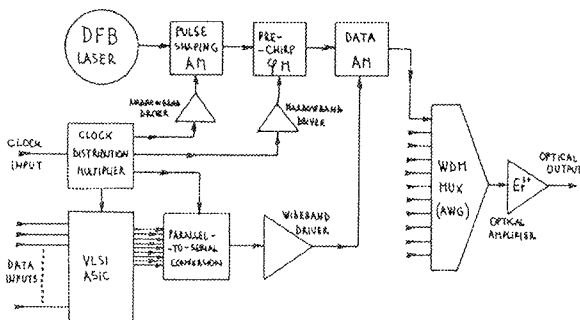 DFB
LASER
PULSE
SHAPING
AM
PRE-
-CHIRP
φM
DATA
AM
NARROWBAND
DRIVER
NARROWBAND
DRIVER
CLOCK
INPUT
CLOCK
DISTRIBUTION
MULTIPLIER
WDM
MUX
(AWG)
Er3+
OPTICAL
OUTPUT
OPTICAL
AMPLIFIER
WIDEBAND
DRIVER
DATA
INPUTS
VLSI
ASIC
PARALLEL-
-TO-SERIAL
CONVERSION